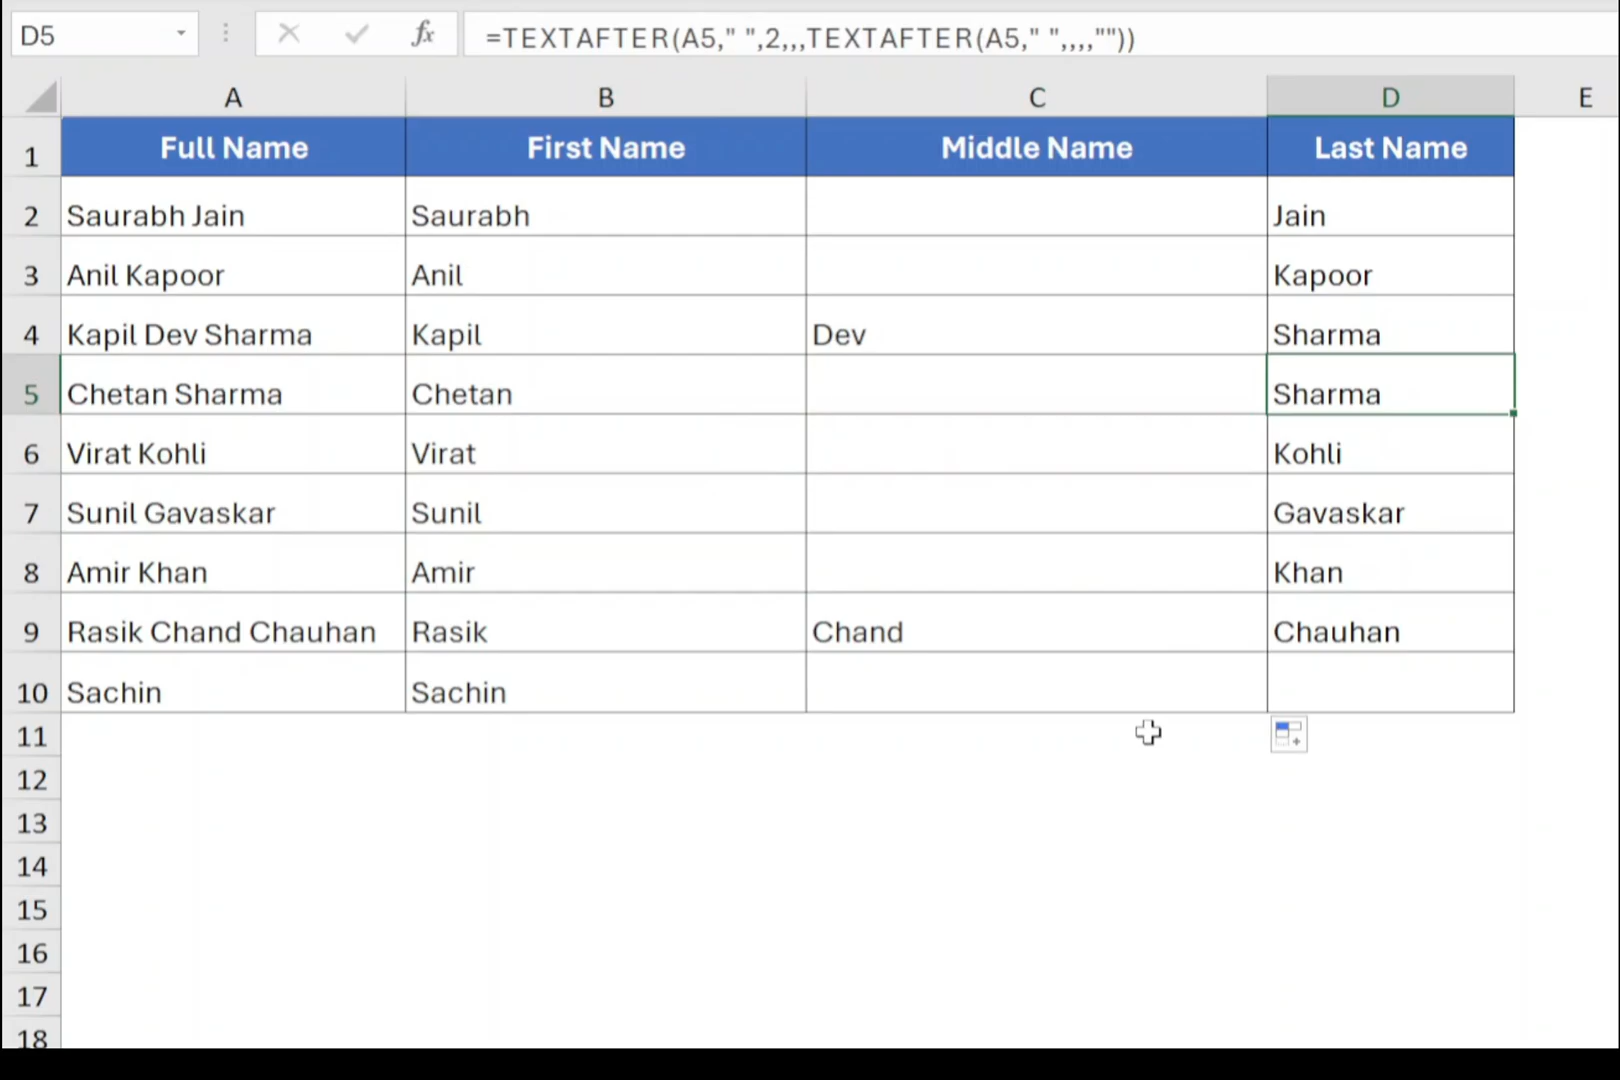 D5 fx =TEXTAFTER(A5," ",2,,,TEXTAFTER(A5," ",,,,""))
A B C D E
1 Full Name First Name Middle Name Last Name
2 Saurabh Jain Saurabh Jain
3 Anil Kapoor Anil Kapoor
4 Kapil Dev Sharma Kapil Dev Sharma
5 Chetan Sharma Chetan Sharma
6 Virat Kohli Virat Kohli
7 Sunil Gavaskar Sunil Gavaskar
8 Amir Khan Amir Khan
9 Rasik Chand Chauhan Rasik Chand Chauhan
10 Sachin Sachin
11
12
13
14
15
16
17
18